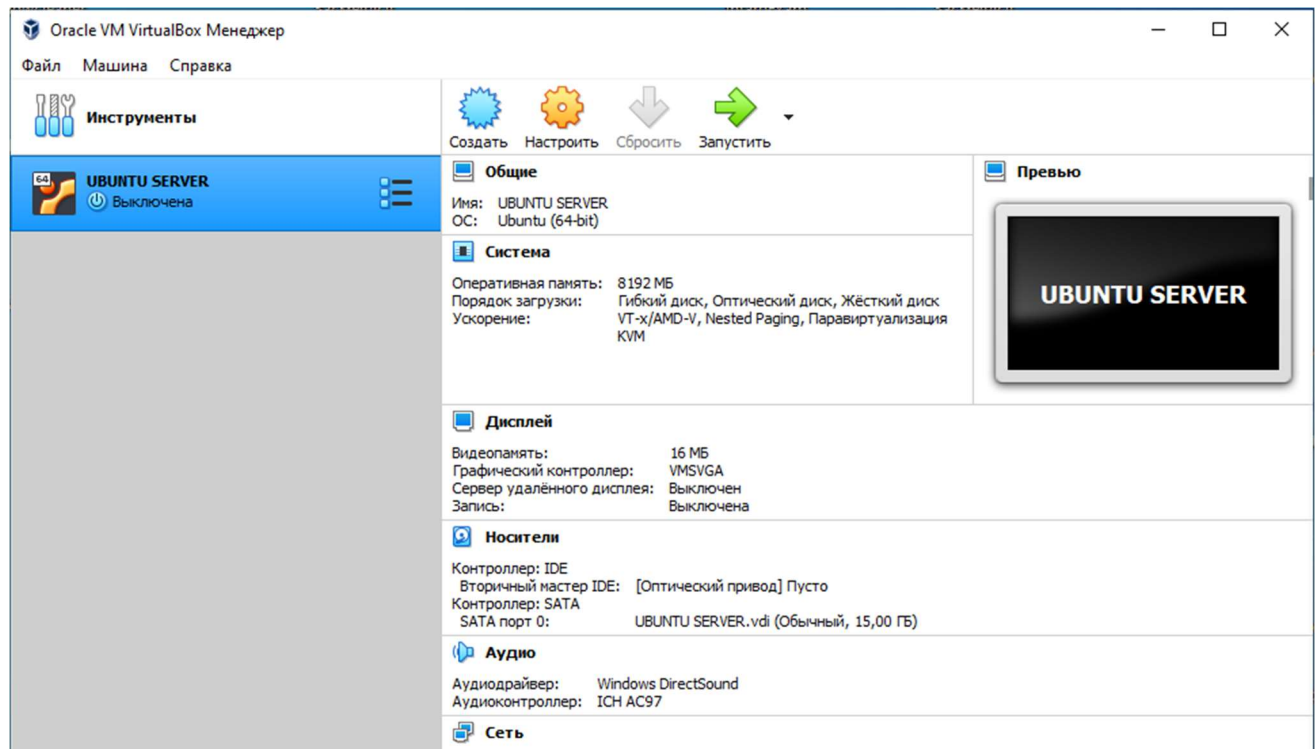 Oracle VM VirtualBox Менеджер
Файл Машина Справка
Инструменты
Создать Настроить Сбросить Запустить
64
UBUNTU SERVER
Выключена
Общие
Имя: UBUNTU SERVER
ОС: Ubuntu (64-bit)
Превью
UBUNTU SERVER
Система
Оперативная память: 8192 МБ
Порядок загрузки: Гибкий диск, Оптический диск, Жёсткий диск
Ускорение: VT-x/AMD-V, Nested Paging, Паравиртуализация
KVM
Дисплей
Видеопамять: 16 МБ
Графический контроллер: VMSVGA
Сервер удалённого дисплея: Выключен
Запись: Выключена
Носители
Контроллер: IDE
Вторичный мастер IDE: [Оптический привод] Пусто
Контроллер: SATA
SATA порт 0: UBUNTU SERVER.vdi (Обычный, 15,00 ГБ)
Аудио
Аудиодрайвер: Windows DirectSound
Аудиоконтроллер: ICH AC97
Сеть